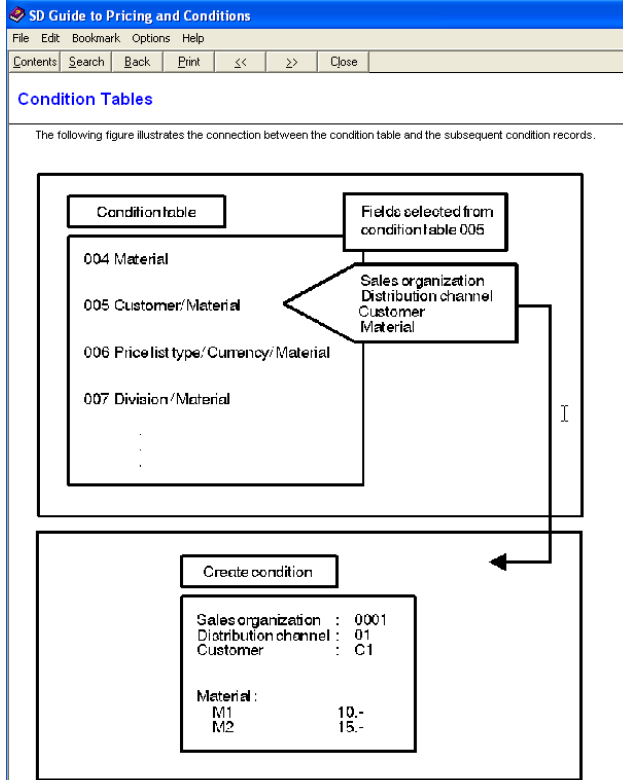 SD Guide to Pricing and Conditions
File Edit Bookmark Options Help
Contents Search Back Print << >> Close
Condition Tables
The following figure illustrates the connection between the condition table and the subsequent condition records.
Condition table
Fields selected from
condition table 005
004 Material
005 Customer/Material
006 Price list type/Currency/Material
007 Division/Material
.
.
.
Sales organization
Distribution channel
Customer
Material
Create condition
Sales organization : 0001
Distribution channel : 01
Customer : C1
Material :
M1 10.-
M2 15.-